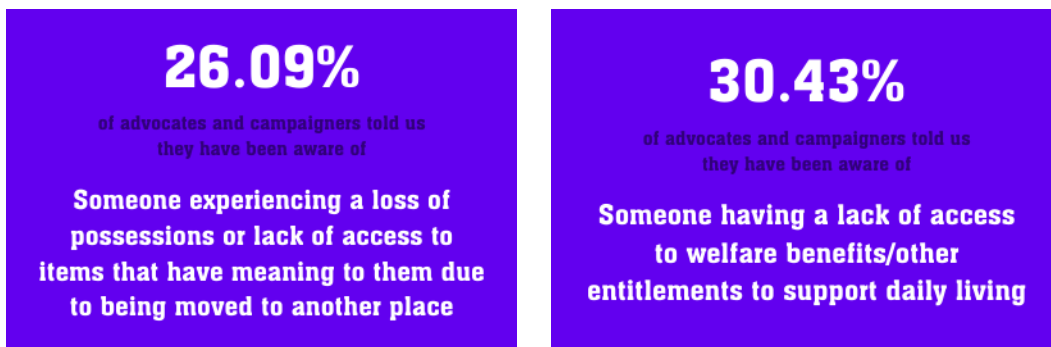 26.09%
of advocates and campaigners told us
they have been aware of
Someone experiencing a loss of
possessions or lack of access to
items that have meaning to them due
to being moved to another place
30.43%
of advocates and campaigners told us
they have been aware of
Someone having a lack of access
to welfare benefits/other
entitlements to support daily living